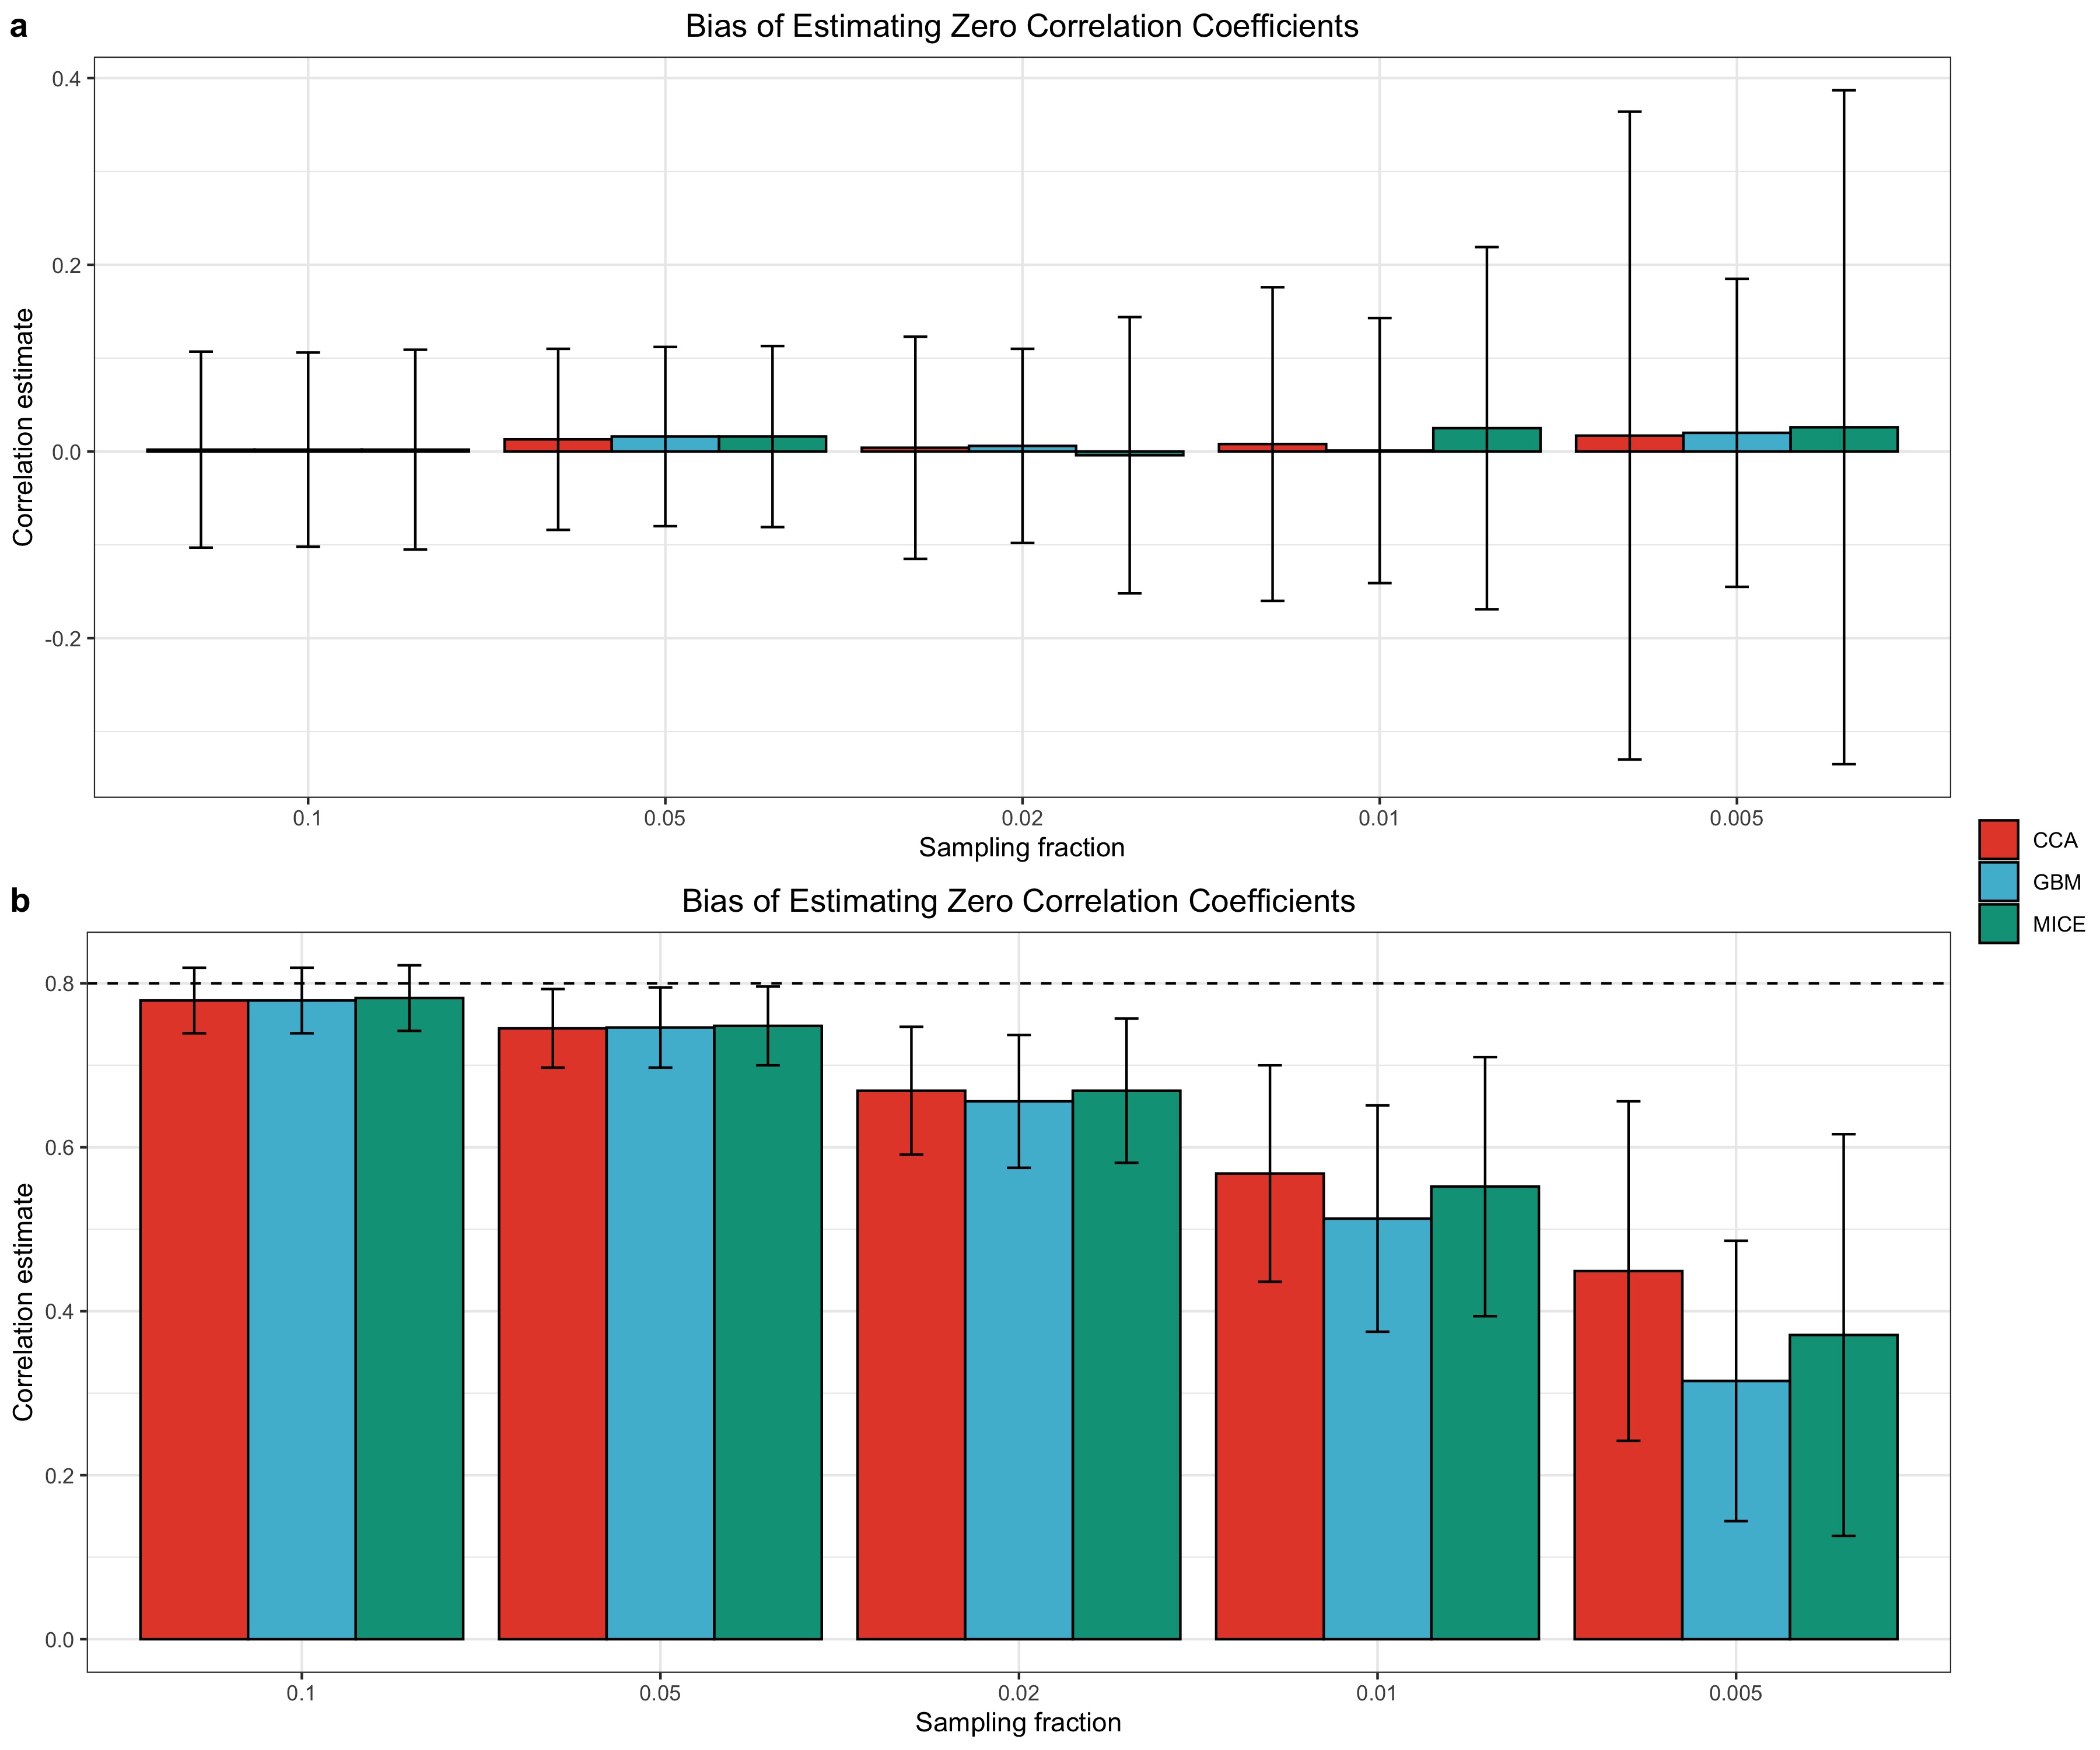 a
Bias of Estimating Zero Correlation Coefficients
Correlation estimate
0.4
0.2
0.0
-0.2
0.1 0.05 0.02 0.01 0.005
Sampling fraction
CCA
GBM
MICE
b
Bias of Estimating Zero Correlation Coefficients
Correlation estimate
0.8
0.6
0.4
0.2
0.0
0.1 0.05 0.02 0.01 0.005
Sampling fraction